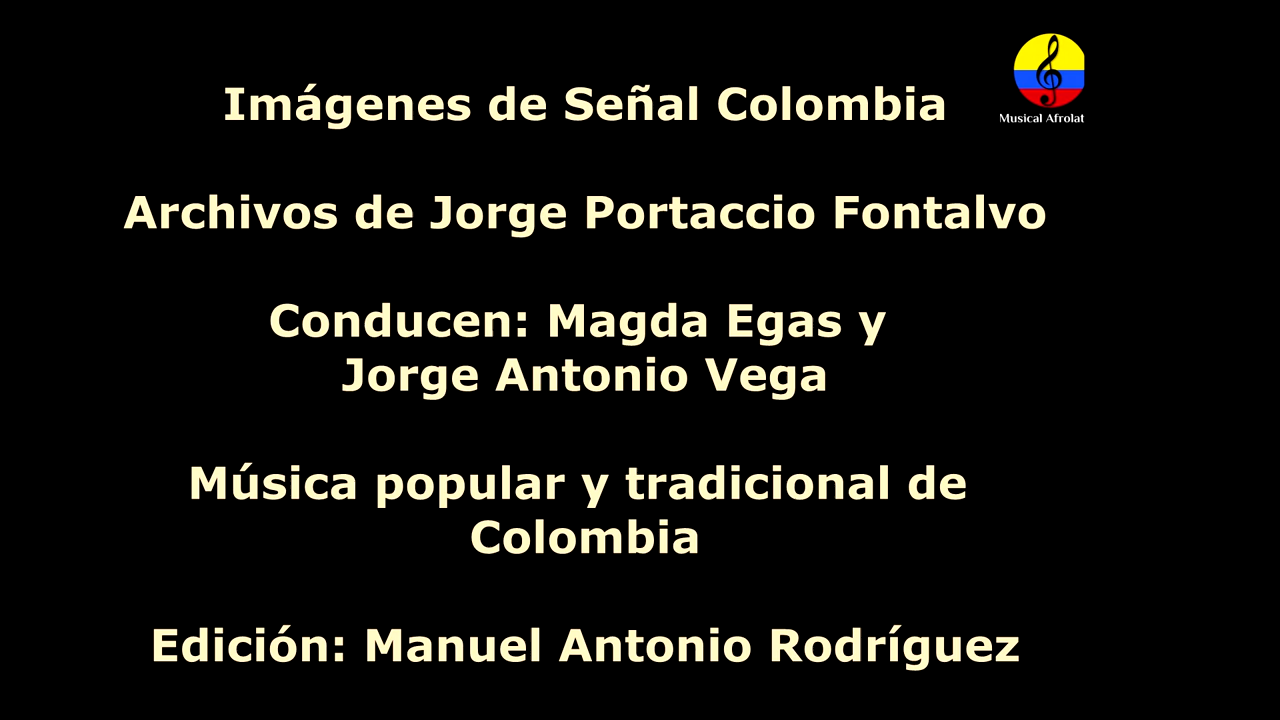 Imágenes de Señal Colombia
Musical Afrolat
Archivos de Jorge Portaccio Fontalvo
Conducen: Magda Egas y
Jorge Antonio Vega
Música popular y tradicional de
Colombia
Edición: Manuel Antonio Rodríguez